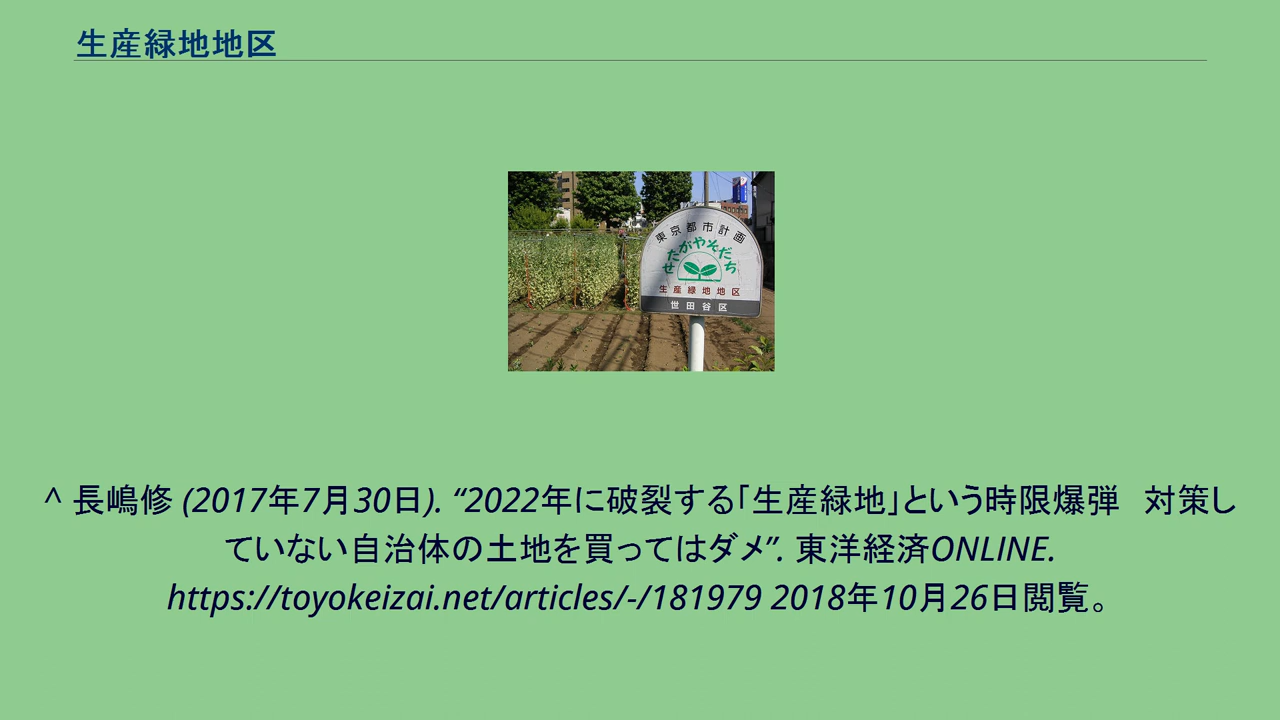 生産緑地地区
東京都市計画
せたがやそだち
生産緑地地区
世田谷区
^ 長嶋修 (2017年7月30日). “2022年に破裂する｢生産緑地｣という時限爆弾　対策し
ていない自治体の土地を買ってはダメ”. 東洋経済ONLINE.
https://toyokeizai.net/articles/-/181979 2018年10月26日閲覧。